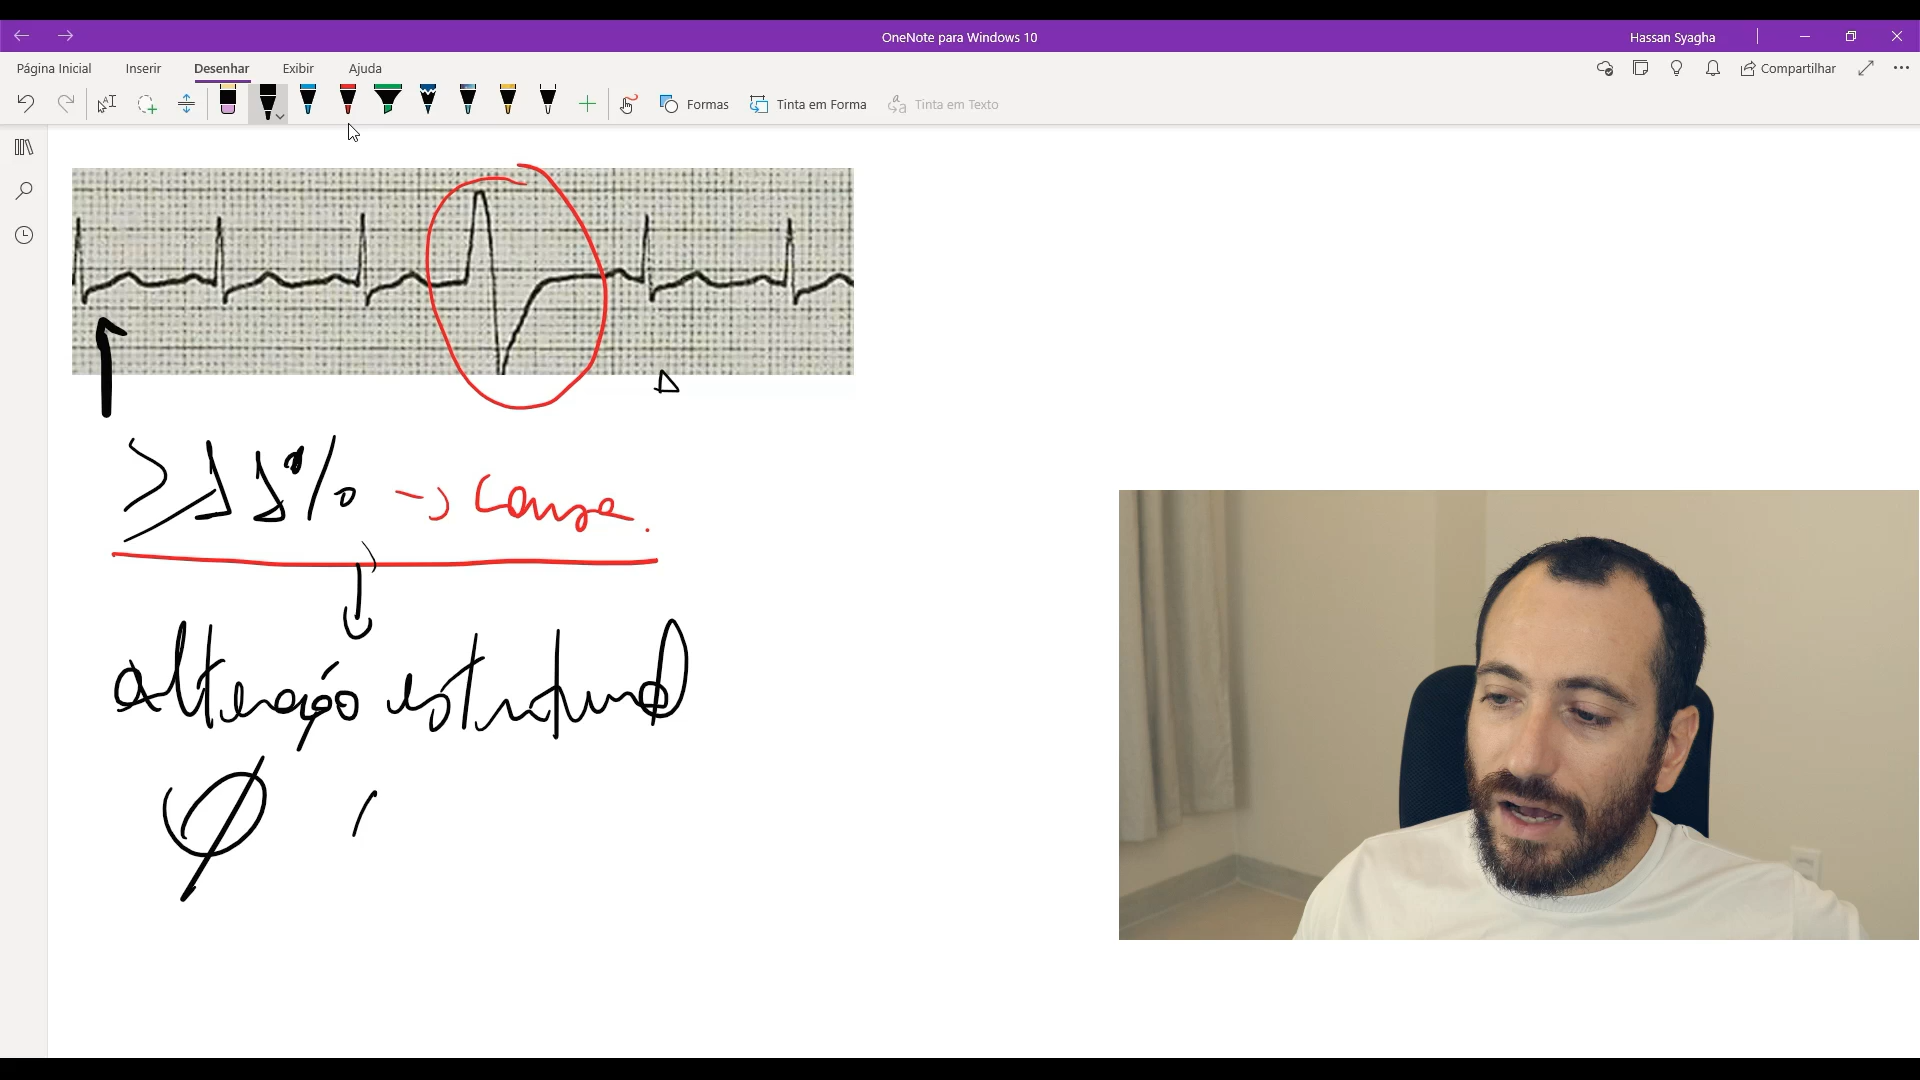 OneNote para Windows 10
Hassan Syagha
Página Inicial Inserir Desenhar Exibir Ajuda
Compartilhar
Formas Tinta em Forma Tinta em Texto
% → causa.
alteração estrutural
Ø